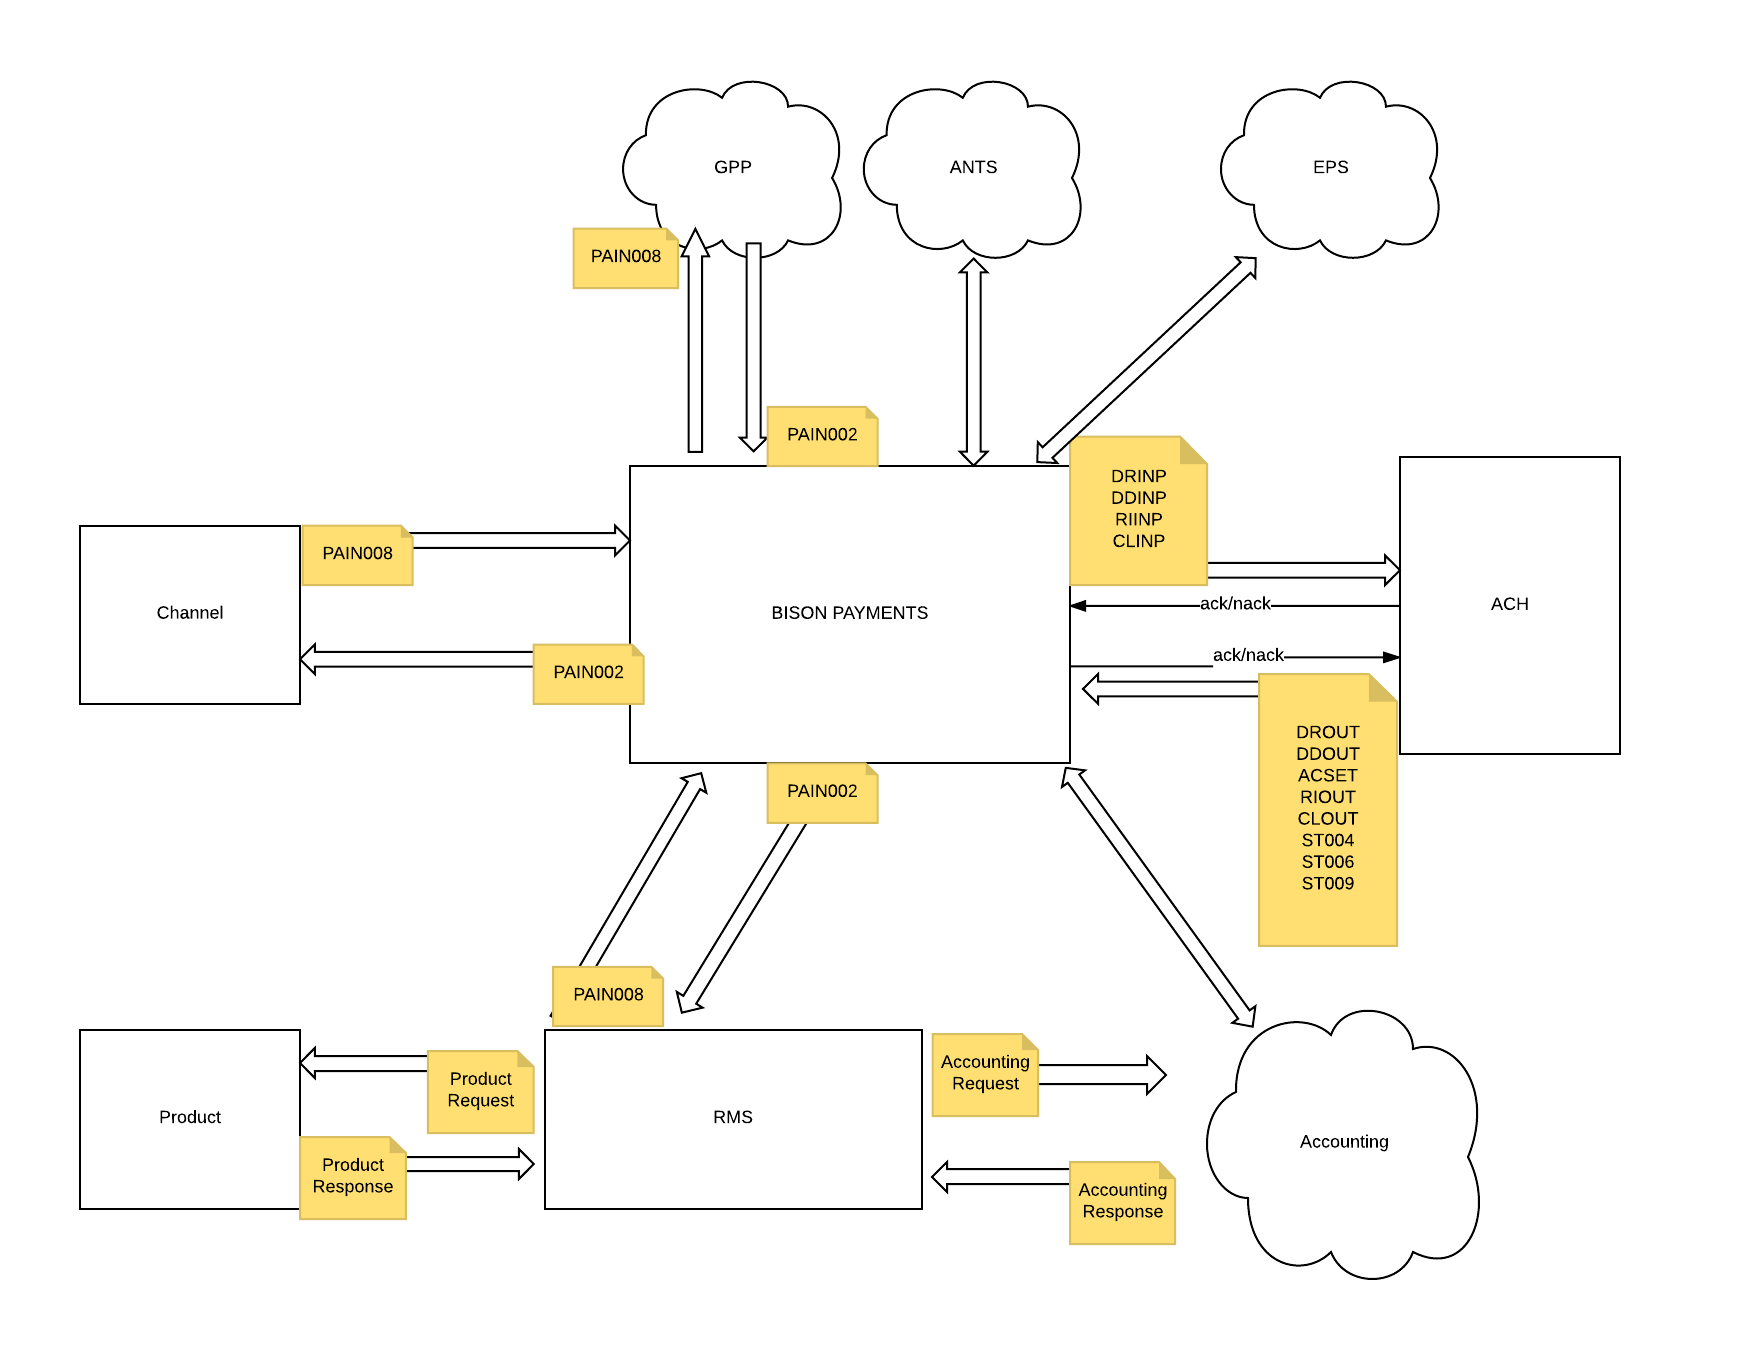 GPP
ANTS
EPS
PAIN008
PAIN002
DRINP
DDINP
RIINP
CLINP
PAIN008
Channel
BISON PAYMENTS
ack/nack
ACH
ack/nack
PAIN002
DROUT
DDOUT
ACSET
RIOUT
CLOUT
ST004
ST006
ST009
PAIN002
PAIN008
Product
Product
Request
Product
Response
RMS
Accounting
Request
Accounting
Response
Accounting